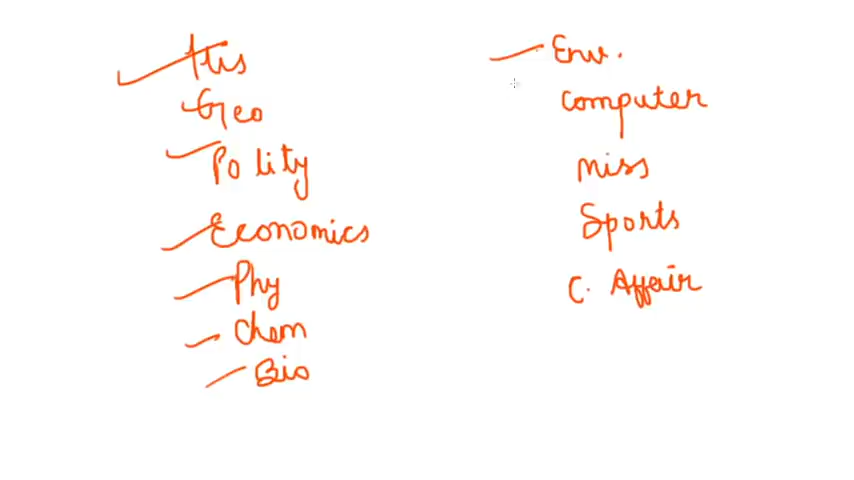 His
Geo
Polity
Economics
Phy
Chem
Bio
Env.
Computer
Miss
Sports
C. Affair